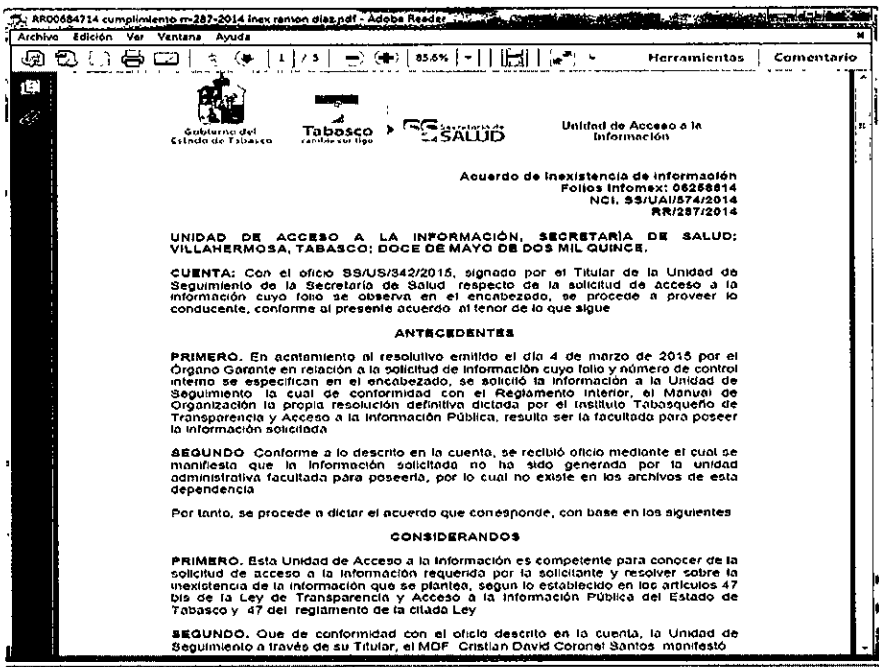 RR00684714 cumplimiento rr-287-2014 inex ramon diaz.pdf - Adobe Reader
Archivo Edición Ver Ventana Ayuda
1 / 5 85.6% Herramientas Comentario
Gobierno del
Estado de Tabasco
Tabasco
cambia contigo
Secretaría de
SALUD
Unidad de Acceso a la
Información
Acuerdo de Inexistencia de Información
Folios Infomex: 06258814
NCI. SS/UAI/574/2014
RR/287/2014
UNIDAD DE ACCESO A LA INFORMACIÓN, SECRETARÍA DE SALUD;
VILLAHERMOSA, TABASCO; DOCE DE MAYO DE DOS MIL QUINCE.
CUENTA: Con el oficio SS/US/342/2015, signado por el Titular de la Unidad de
Seguimiento de la Secretaría de Salud respecto de la solicitud de acceso a la
información cuyo folio se observa en el encabezado, se procede a proveer lo
conducente, conforme al presente acuerdo al tenor de lo que sigue
ANTECEDENTES
PRIMERO. En acatamiento al resolutivo emitido el día 4 de marzo de 2015 por el
Órgano Garante en relación a la solicitud de información cuyo folio y número de control
interno se especifican en el encabezado, se solicitó la información a la Unidad de
Seguimiento la cual de conformidad con el Reglamento Interior, el Manual de
Organización la propia resolución definitiva dictada por el Instituto Tabasqueño de
Transparencia y Acceso a la Información Pública, resulta ser la facultada para poseer
la información solicitada
SEGUNDO Conforme a lo descrito en la cuenta, se recibió oficio mediante el cual se
manifiesta que la información solicitada no ha sido generada por la unidad
administrativa facultada para poseerla, por lo cual no existe en los archivos de esta
dependencia
Por tanto, se procede a dictar el acuerdo que corresponde, con base en los siguientes
CONSIDERANDOS
PRIMERO. Esta Unidad de Acceso a la Información es competente para conocer de la
solicitud de acceso a la información requerida por la solicitante y resolver sobre la
inexistencia de la información que se plantea, según lo establecido en los artículos 47
bis de la Ley de Transparencia y Acceso a la Información Pública del Estado de
Tabasco y 47 del reglamento de la citada Ley
SEGUNDO. Que de conformidad con el oficio descrito en la cuenta, la Unidad de
Seguimiento a través de su Titular, el MDF Cristian David Coronel Santos manifestó